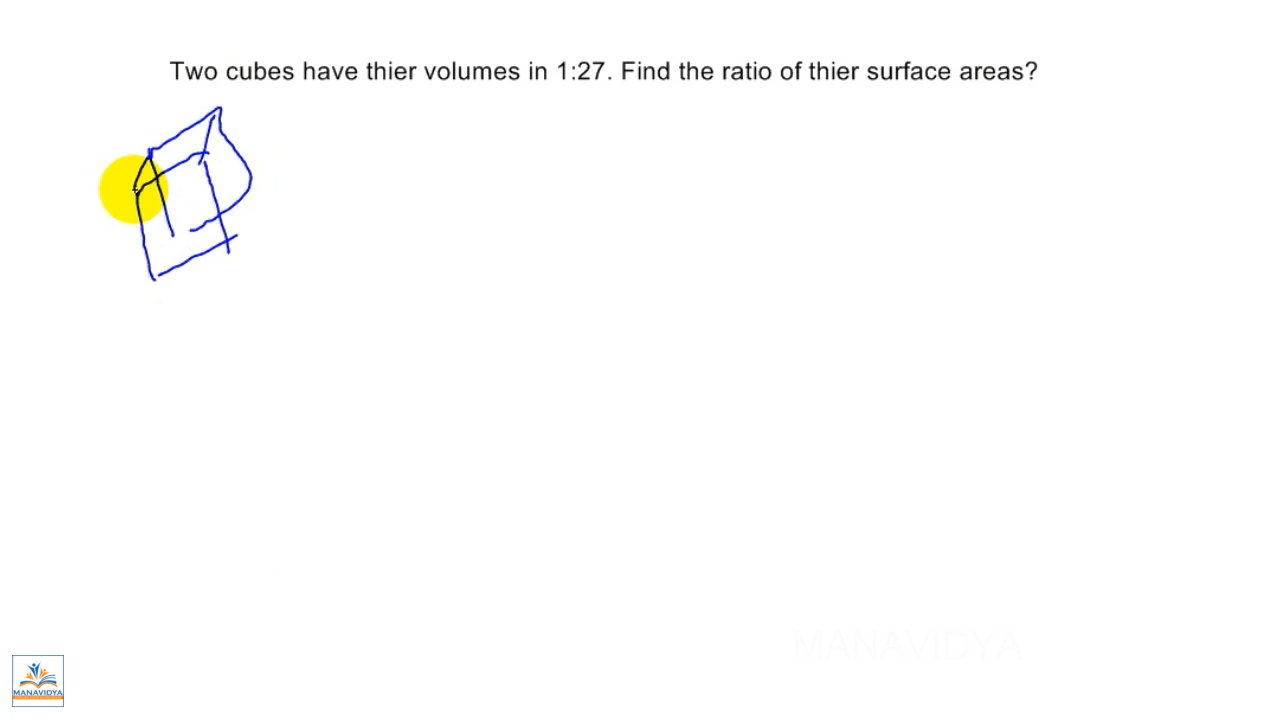 Two cubes have thier volumes in 1:27. Find the ratio of thier surface areas?
MANAVIDYA
MANAVIDYA